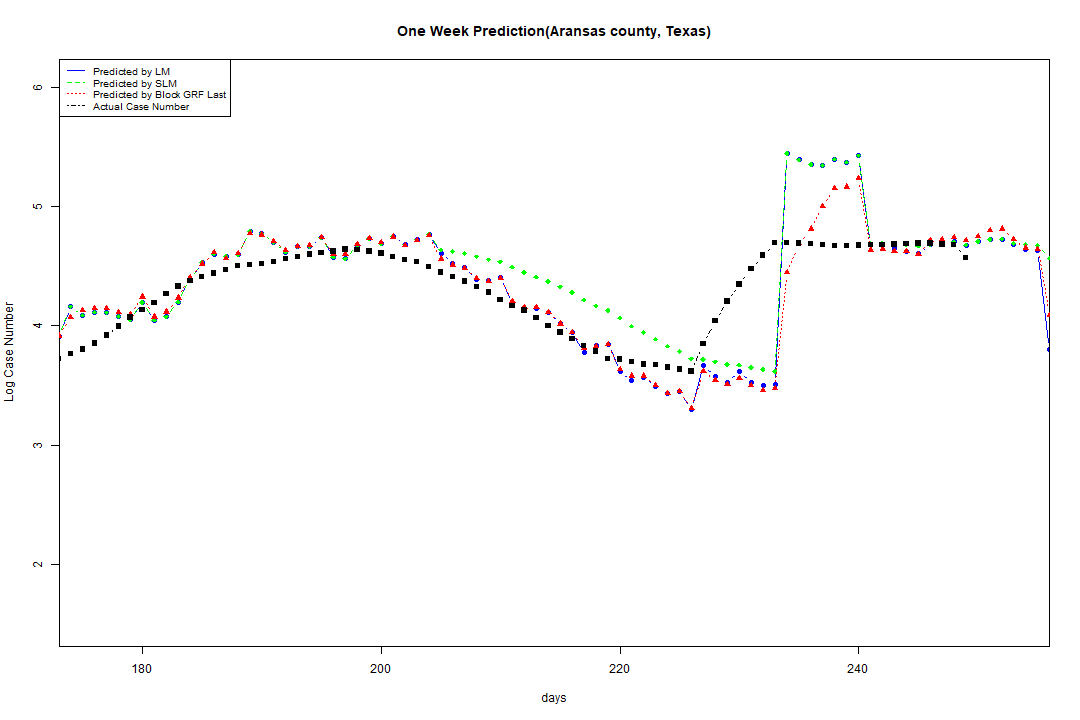 One Week Prediction(Aransas county, Texas)
Predicted by LM
Predicted by SLM
Predicted by Block GRF Last
Actual Case Number
6
5
4
3
2
Log Case Number
180
200
220
240
days